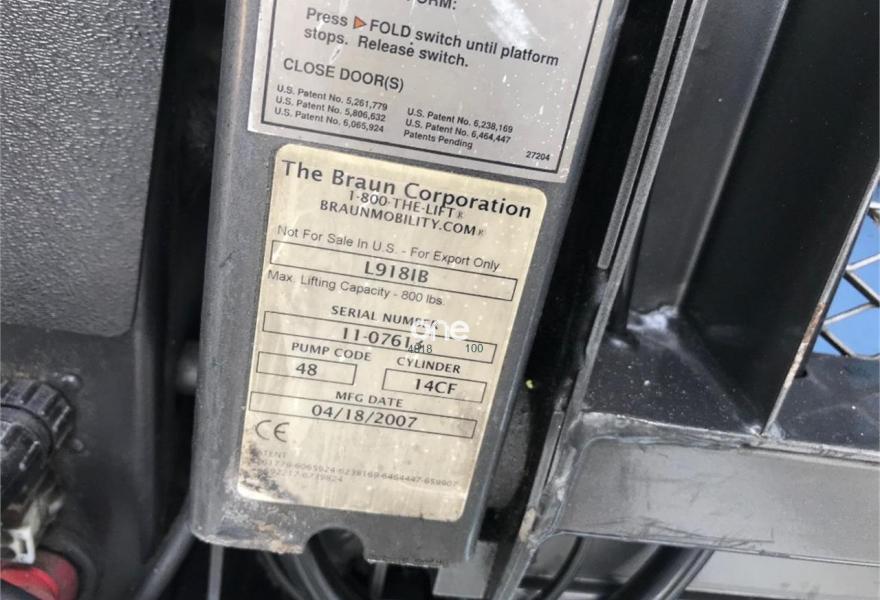 Press FOLD switch until platform
stops. Release switch.
CLOSE DOOR(S)
U.S. Patent No. 5,261,779
U.S. Patent No. 5,806,632
U.S. Patent No. 6,065,924
U.S. Patent No. 6,238,169
U.S. Patent No. 6,464,447
Patents Pending
27204
The Braun Corporation
1-800-THE-LIFT®
BRAUNMOBILITY.COM®
Not For Sale In U.S. - For Export Only
L918IB
Max. Lifting Capacity - 800 lbs.
SERIAL NUMBER
one
4818 100
PUMP CODE
48
CYLINDER
14CF
MFG DATE
04/18/2007
CE